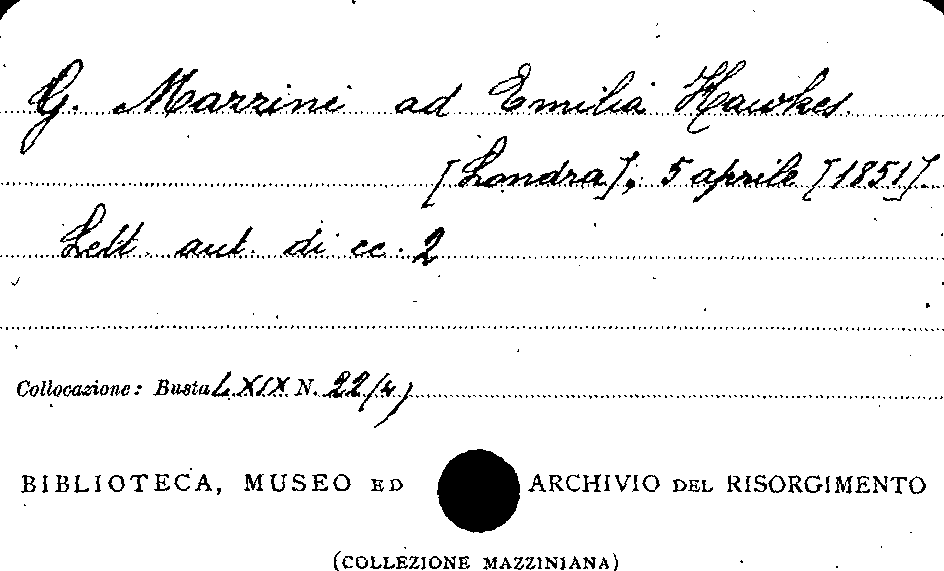 G. Mazzini ad Emilia Hawkes
[Londra], 5 aprile [1851].
Lett. aut. di cc. 2
Collocazione: Busta LXIX N. 22(4)
BIBLIOTECA, MUSEO ED ARCHIVIO DEL RISORGIMENTO
(COLLEZIONE MAZZINIANA)